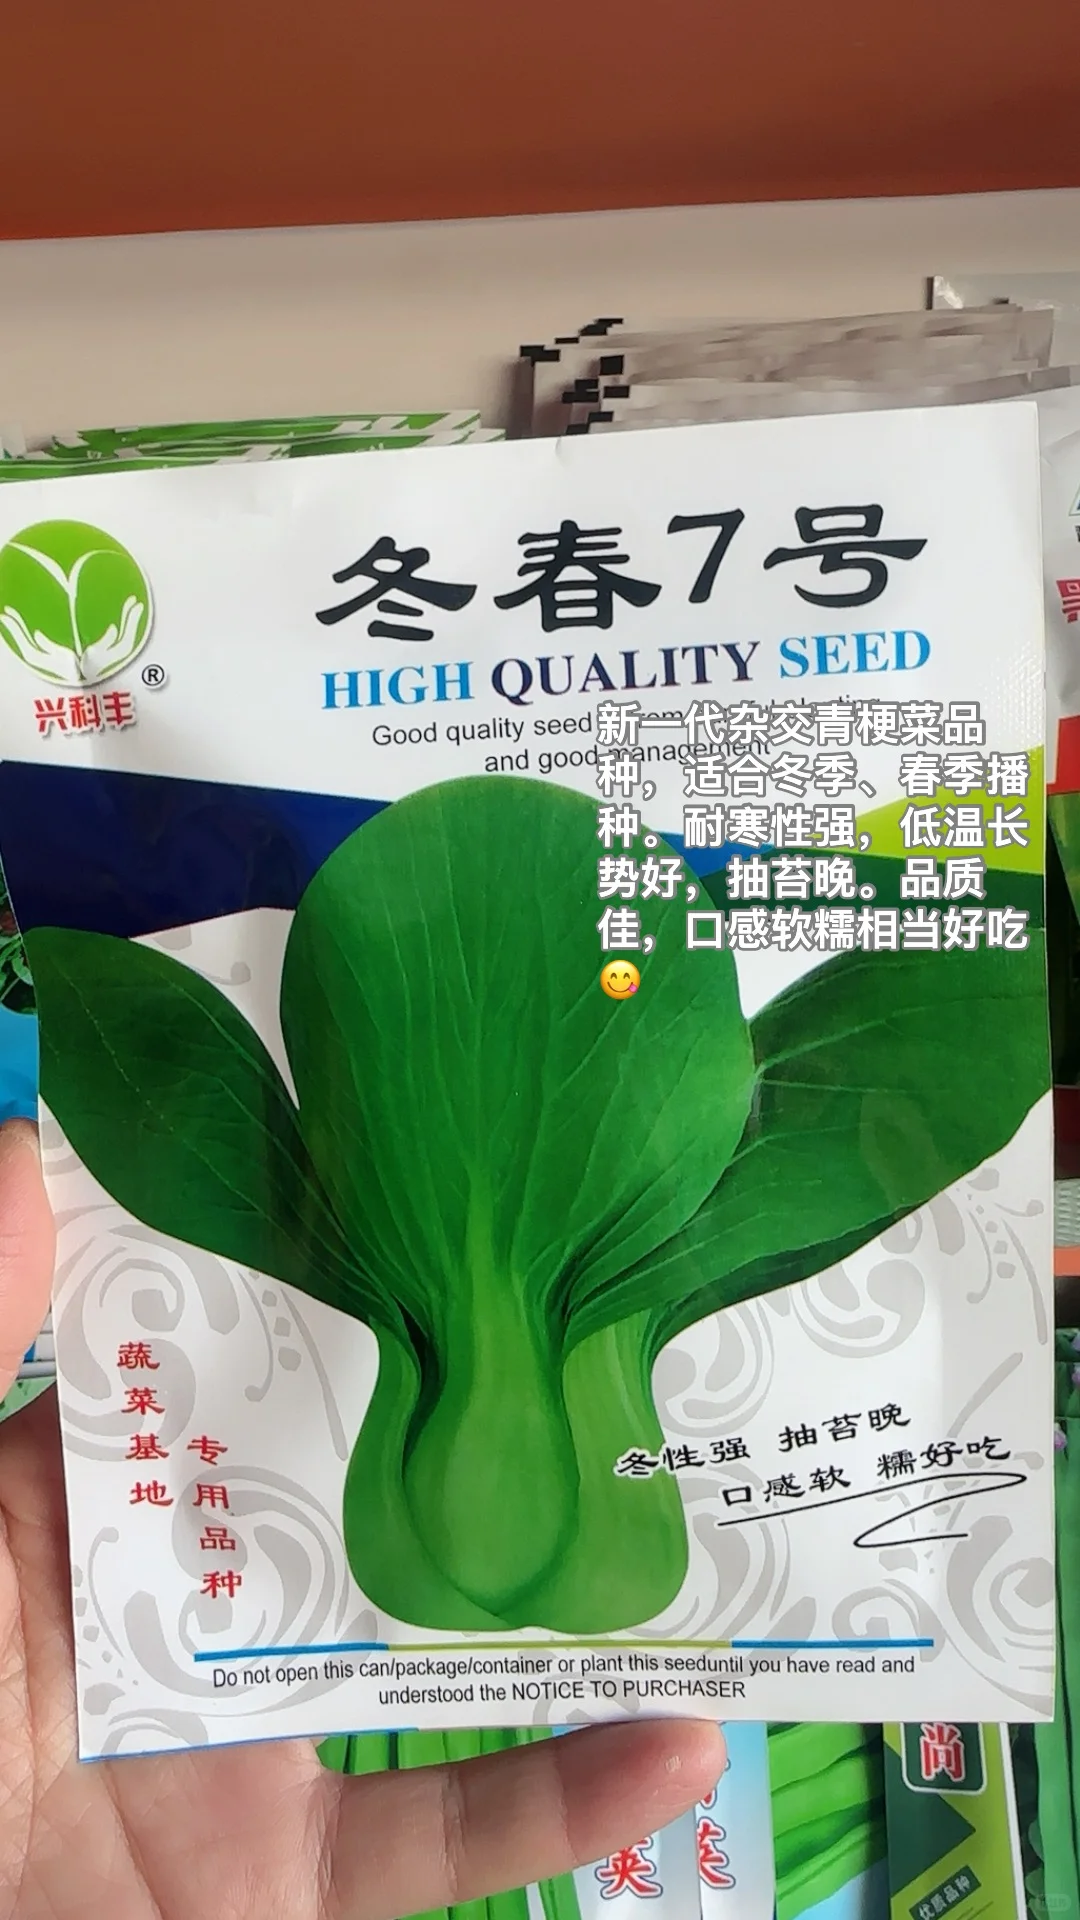 冬春7号
兴科丰
®
HIGH QUALITY SEED
Good quality seed
and good management
新一代杂交青梗菜品
种，适合冬季、春季播
种。耐寒性强，低温长
势好，抽苔晚。品质
佳，口感软糯相当好吃
😋
蔬菜基地
专用品种
冬性强 抽苔晚
口感软 糯好吃
Do not open this can/package/container or plant this seeduntil you have read and
understood the NOTICE TO PURCHASER
尚
优质品种